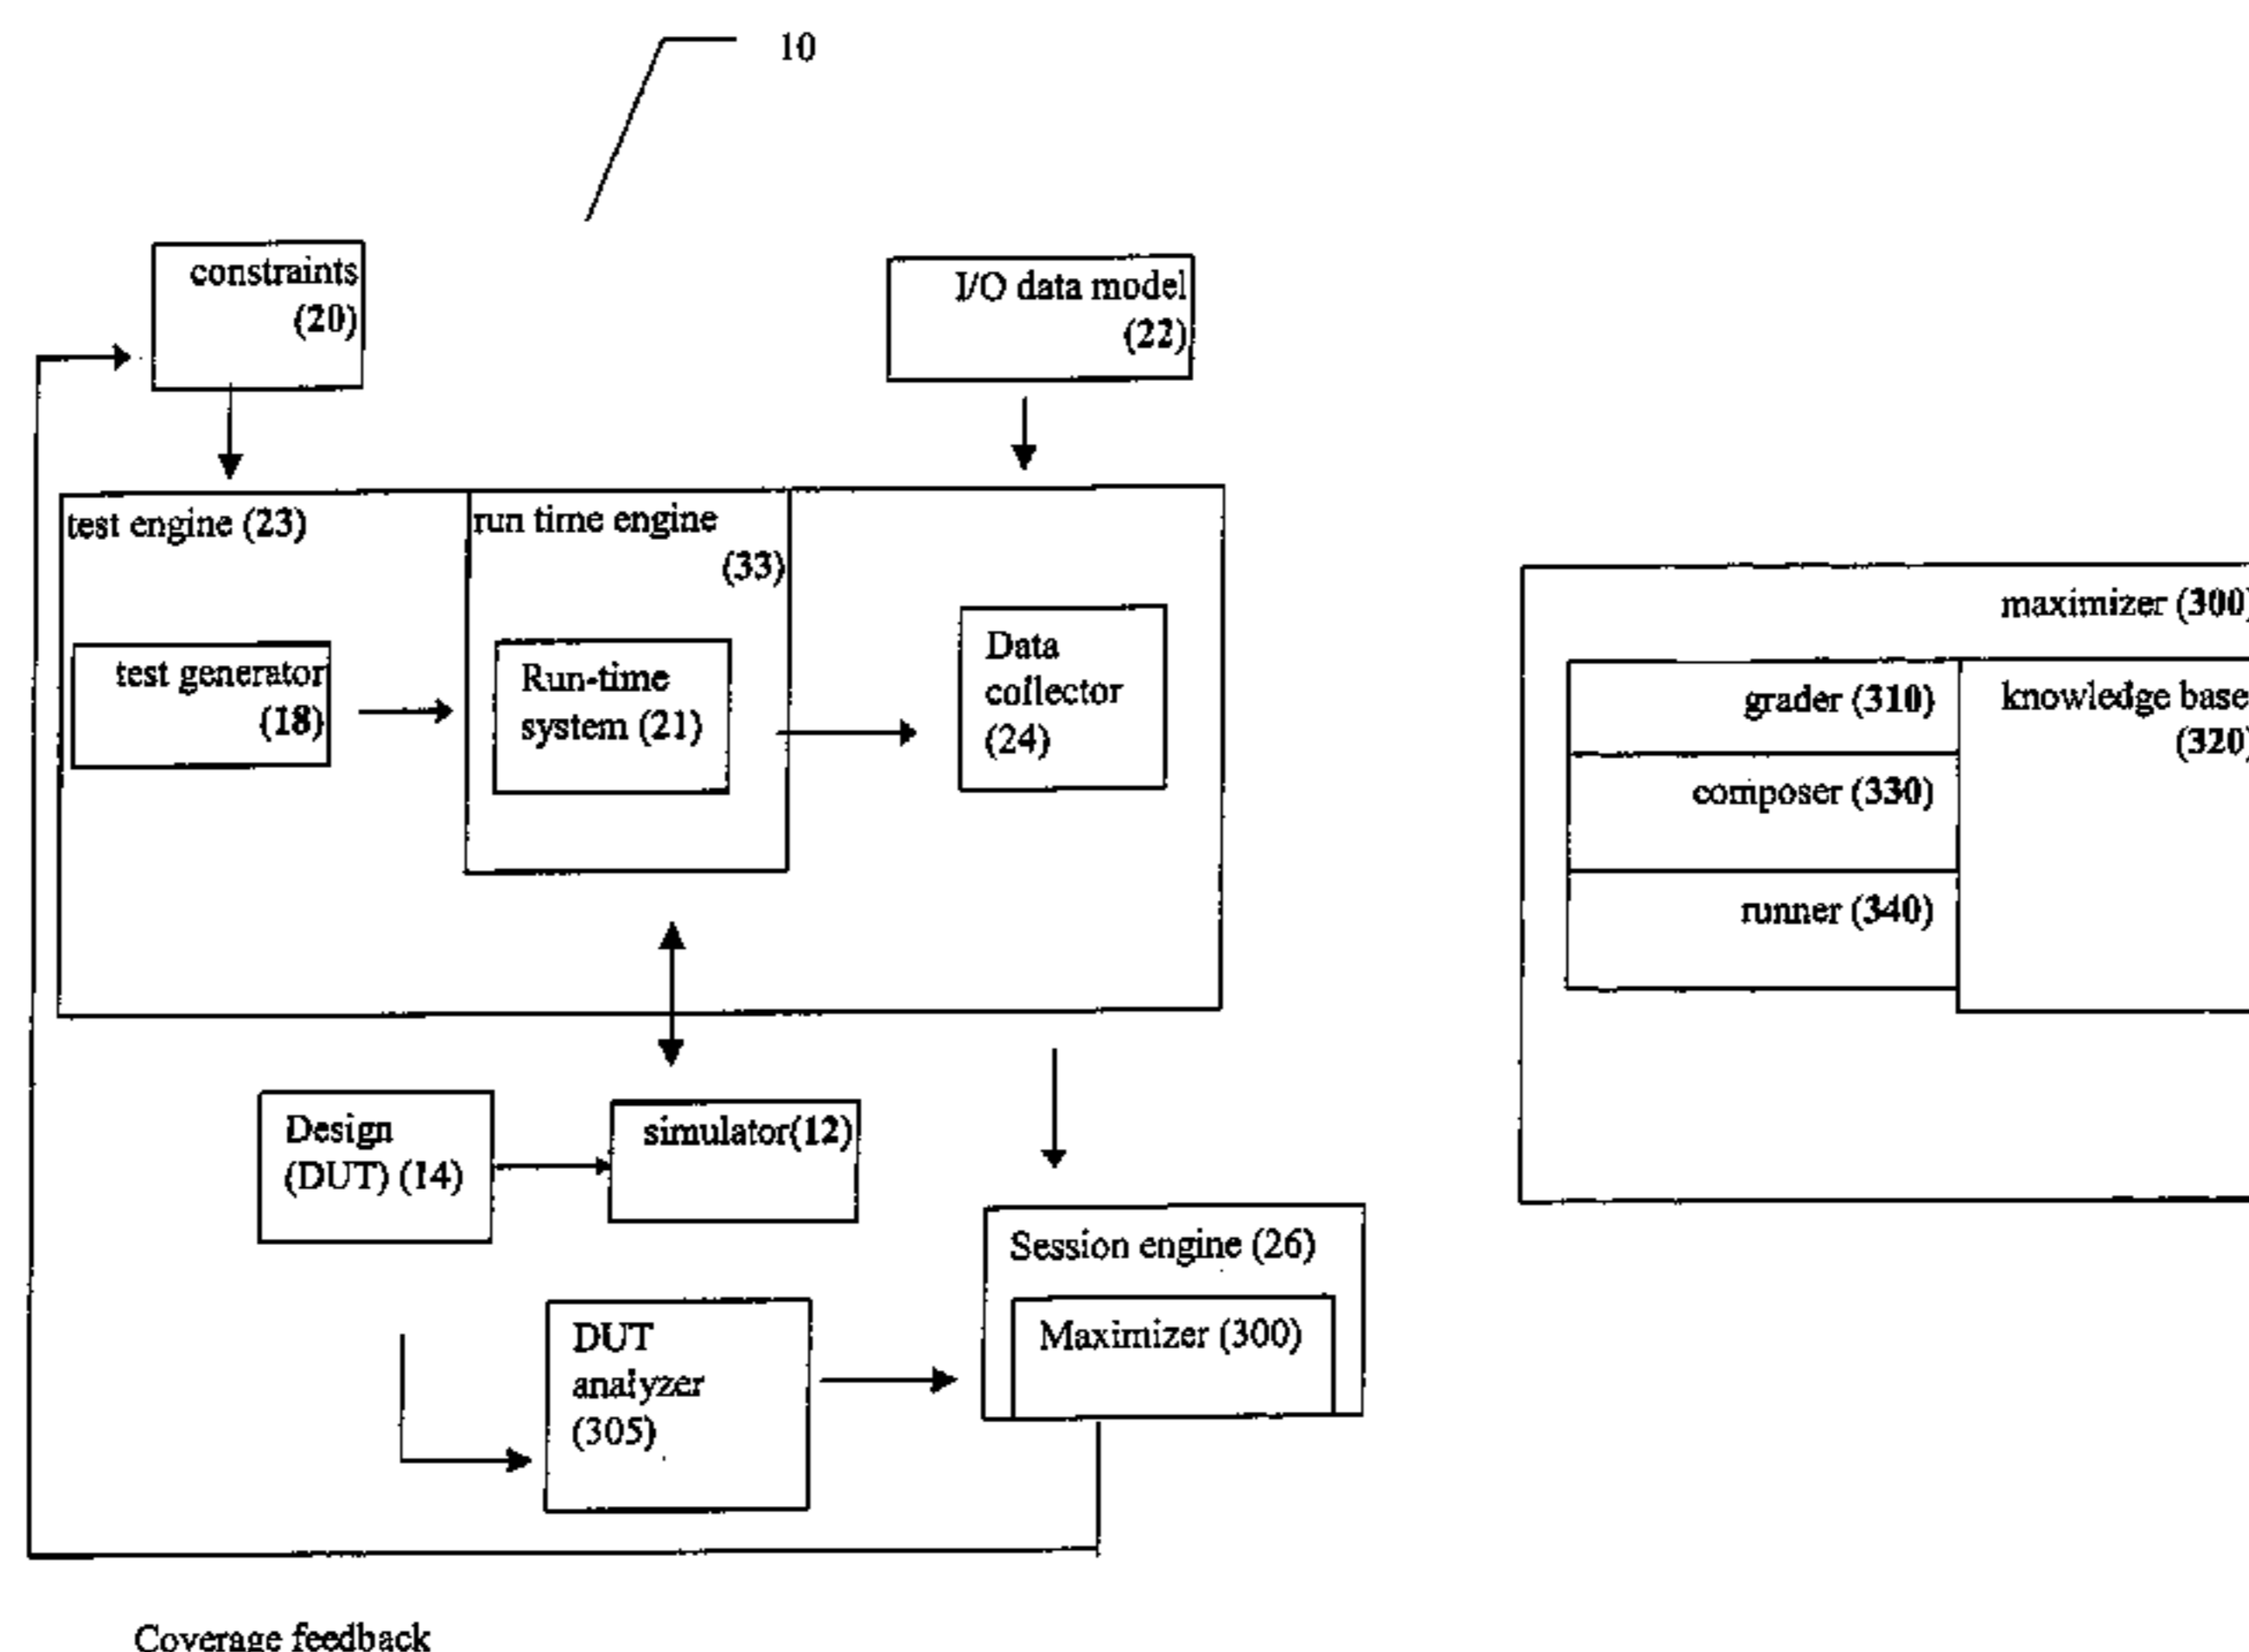 10
constraints
(20)
I/O data model
(22)
test engine (23)
run time engine
(33)
test generator
(18)
Run-time
system (21)
Data
collector
(24)
Design
(DUT) (14)
simulator(12)
Session engine (26)
Maximizer (300)
DUT
analyzer
(305)
Coverage feedback
maximizer (300)
grader (310)
knowledge base
(320)
composer (330)
runner (340)